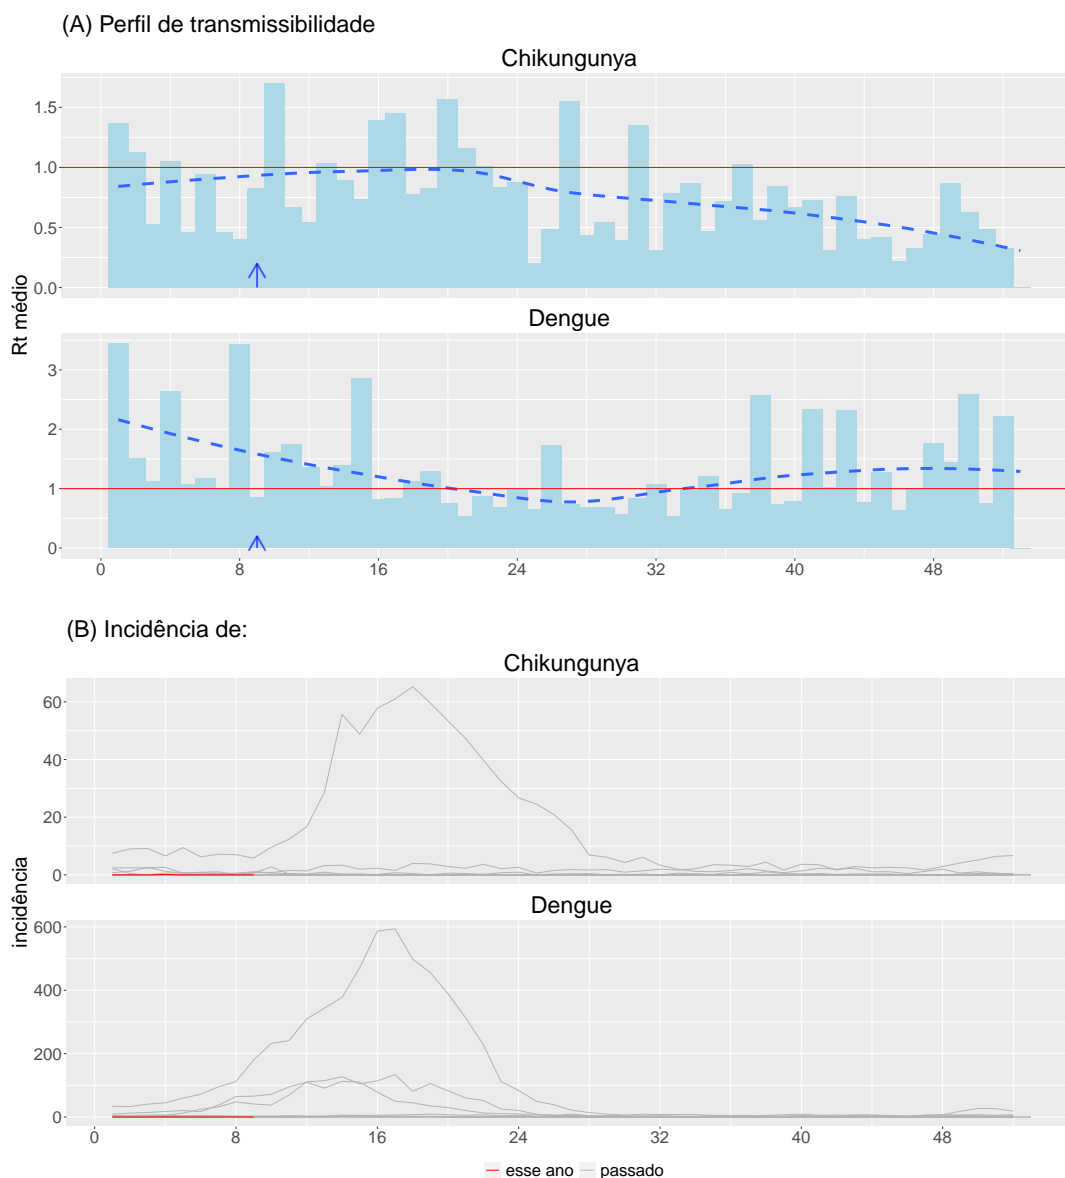 (A) Perfil de transmissibilidade
Chikungunya
1.5
1.0
0.5
0.0
Rt médio
Dengue
3
2
1
0
0 8 16 24 32 40 48
(B) Incidência de:
Chikungunya
60
40
20
0
incidência
Dengue
600
400
200
0
0 8 16 24 32 40 48
esse ano passado